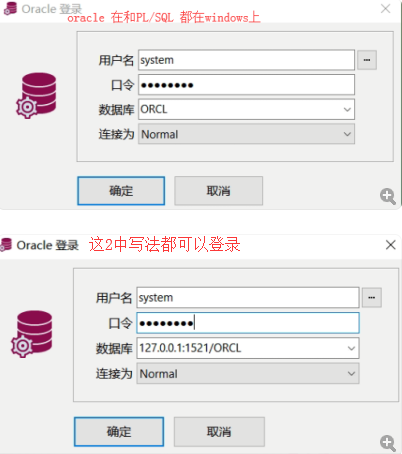 Oracle 登录
oracle 在和PL/SQL 都在windows上
用户名 system ...
口令 ●●●●●●●●
数据库 ORCL
连接为 Normal
确定 取消
Oracle 登录 这2中写法都可以登录
用户名 system ...
口令 ●●●●●●●●
数据库 127.0.0.1:1521/ORCL
连接为 Normal
确定 取消